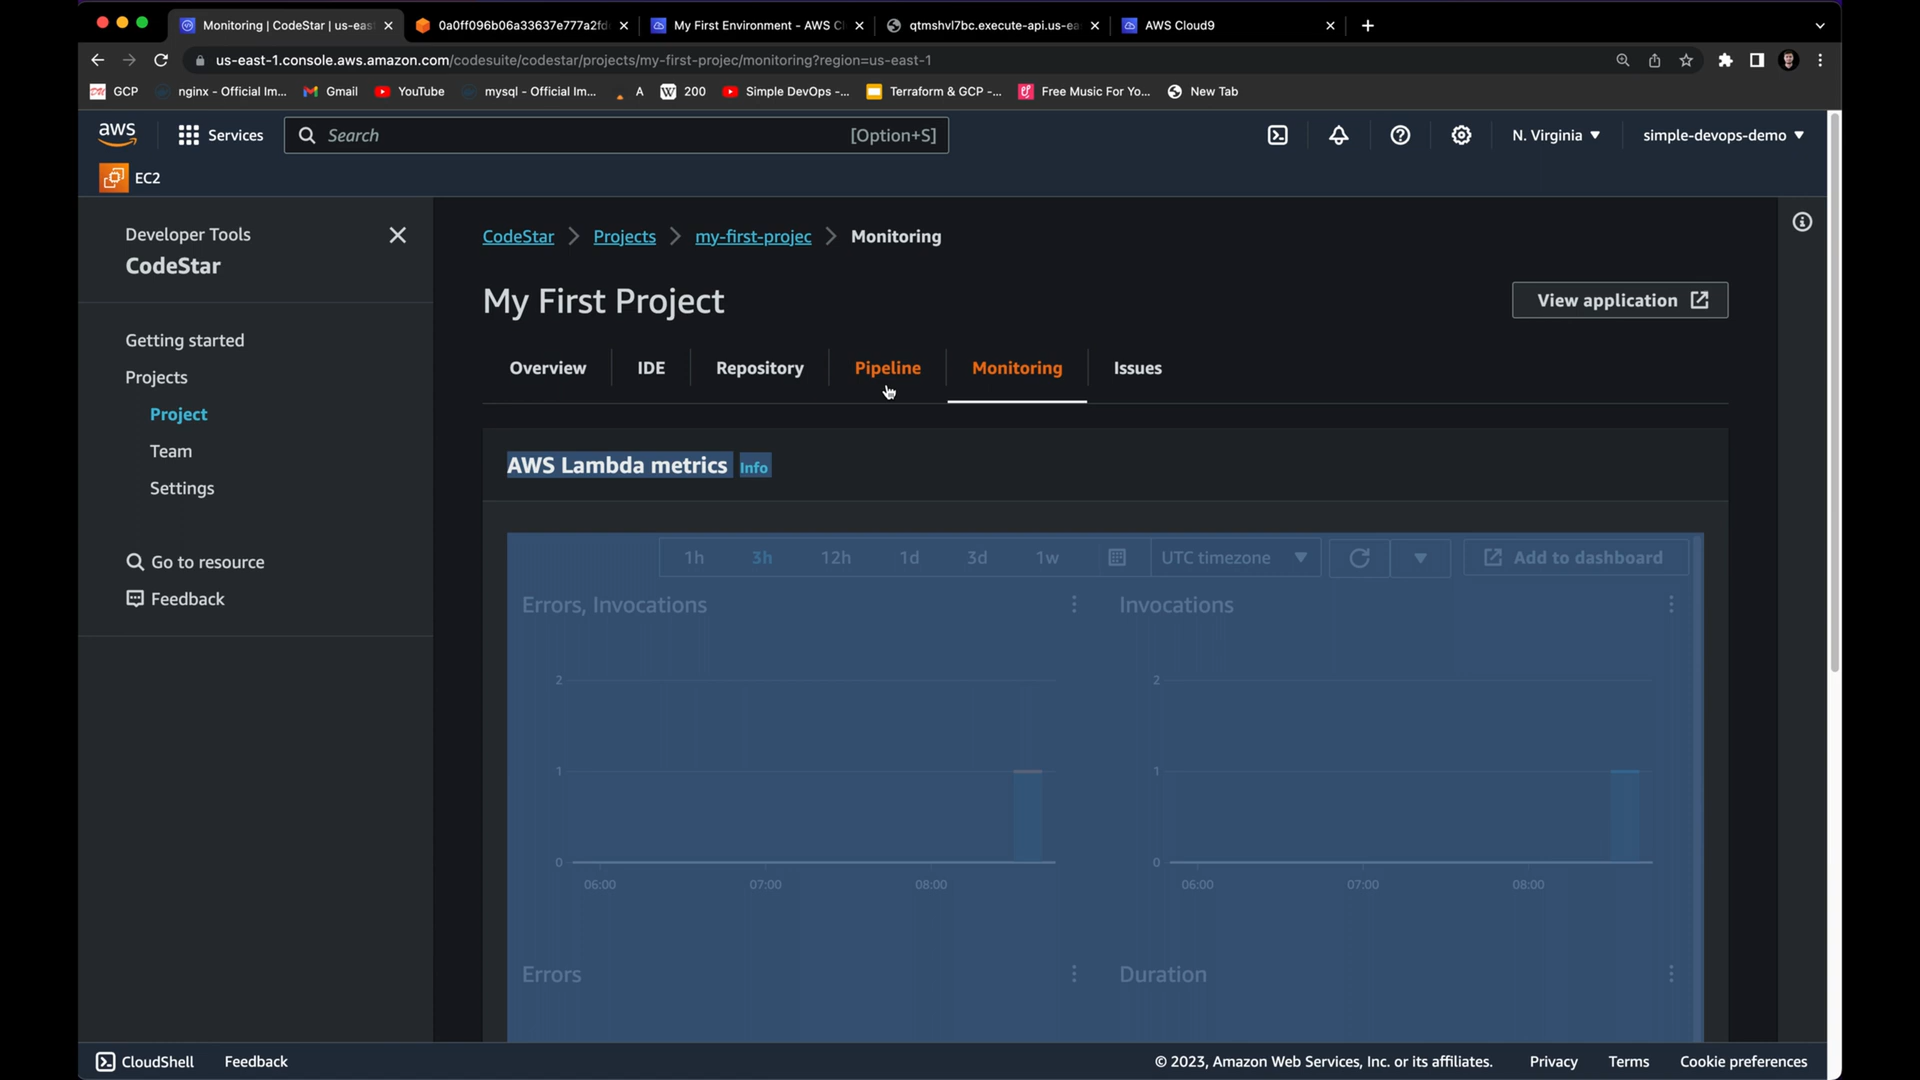 Monitoring | CodeStar | us-eas
0a0ff096b06a33637e777a2fd
My First Environment - AWS C
qtmshvl7bc.execute-api.us-ea
AWS Cloud9
us-east-1.console.aws.amazon.com/codesuite/codestar/projects/my-first-projec/monitoring?region=us-east-1
GCP
nginx - Official Im...
Gmail
YouTube
mysql - Official Im...
A
200
Simple DevOps -...
Terraform & GCP -...
Free Music For Yo...
New Tab
aws
Services
Search
[Option+S]
N. Virginia
simple-devops-demo
EC2
Developer Tools
CodeStar
Getting started
Projects
Project
Team
Settings
Go to resource
Feedback
CodeStar
Projects
my-first-projec
Monitoring
My First Project
View application
Overview
IDE
Repository
Pipeline
Monitoring
Issues
AWS Lambda metrics Info
1h
3h
12h
1d
3d
1w
UTC timezone
Add to dashboard
Errors, Invocations
2
1
0
06:00
07:00
08:00
Invocations
2
1
0
06:00
07:00
08:00
Errors
Duration
CloudShell
Feedback
© 2023, Amazon Web Services, Inc. or its affiliates.
Privacy
Terms
Cookie preferences